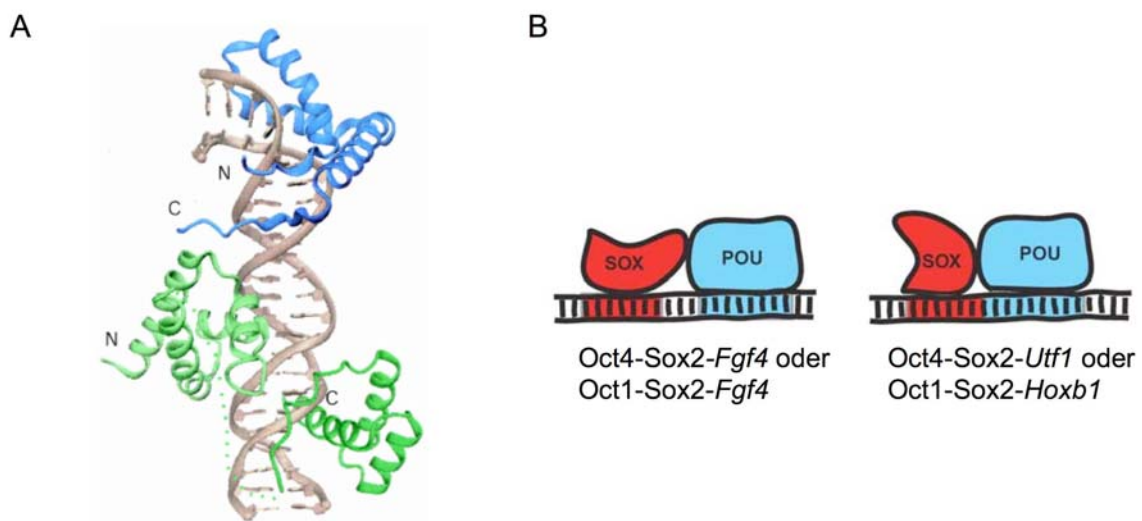 A
B
N
C
N
C
SOX
POU
SOX
POU
Oct4-Sox2-Fgf4 oder
Oct1-Sox2-Fgf4
Oct4-Sox2-Utf1 oder
Oct1-Sox2-Hoxb1